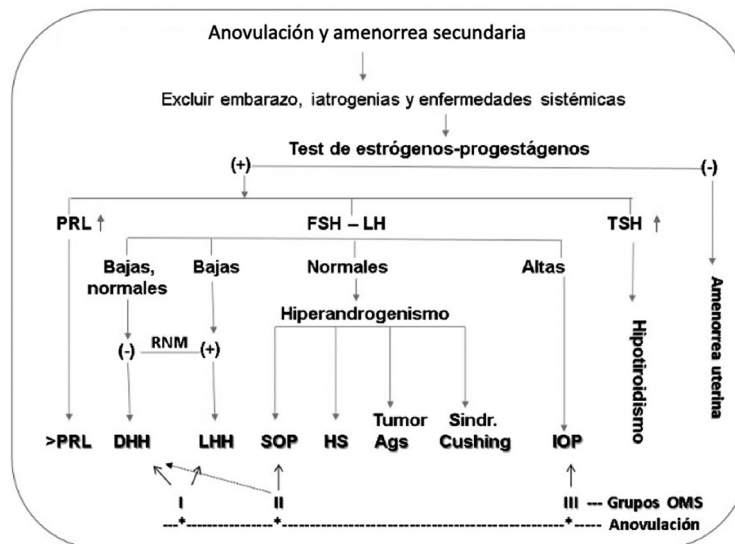 Anovulación y amenorrea secundaria
Excluir embarazo, iatrogenias y enfermedades sistémicas
Test de estrógenos-progestágenos
(+) (-)
PRL ↑ FSH – LH TSH ↑
Bajas, normales Bajas Normales Altas
Hiperandrogenismo
(-) RNM (+)
Hipotiroidismo
Amenorrea uterina
>PRL DHH LHH SOP HS Tumor Ags Sindr. Cushing IOP
I II III --- Grupos OMS
---*-------------*---------------------------------------*----- Anovulación